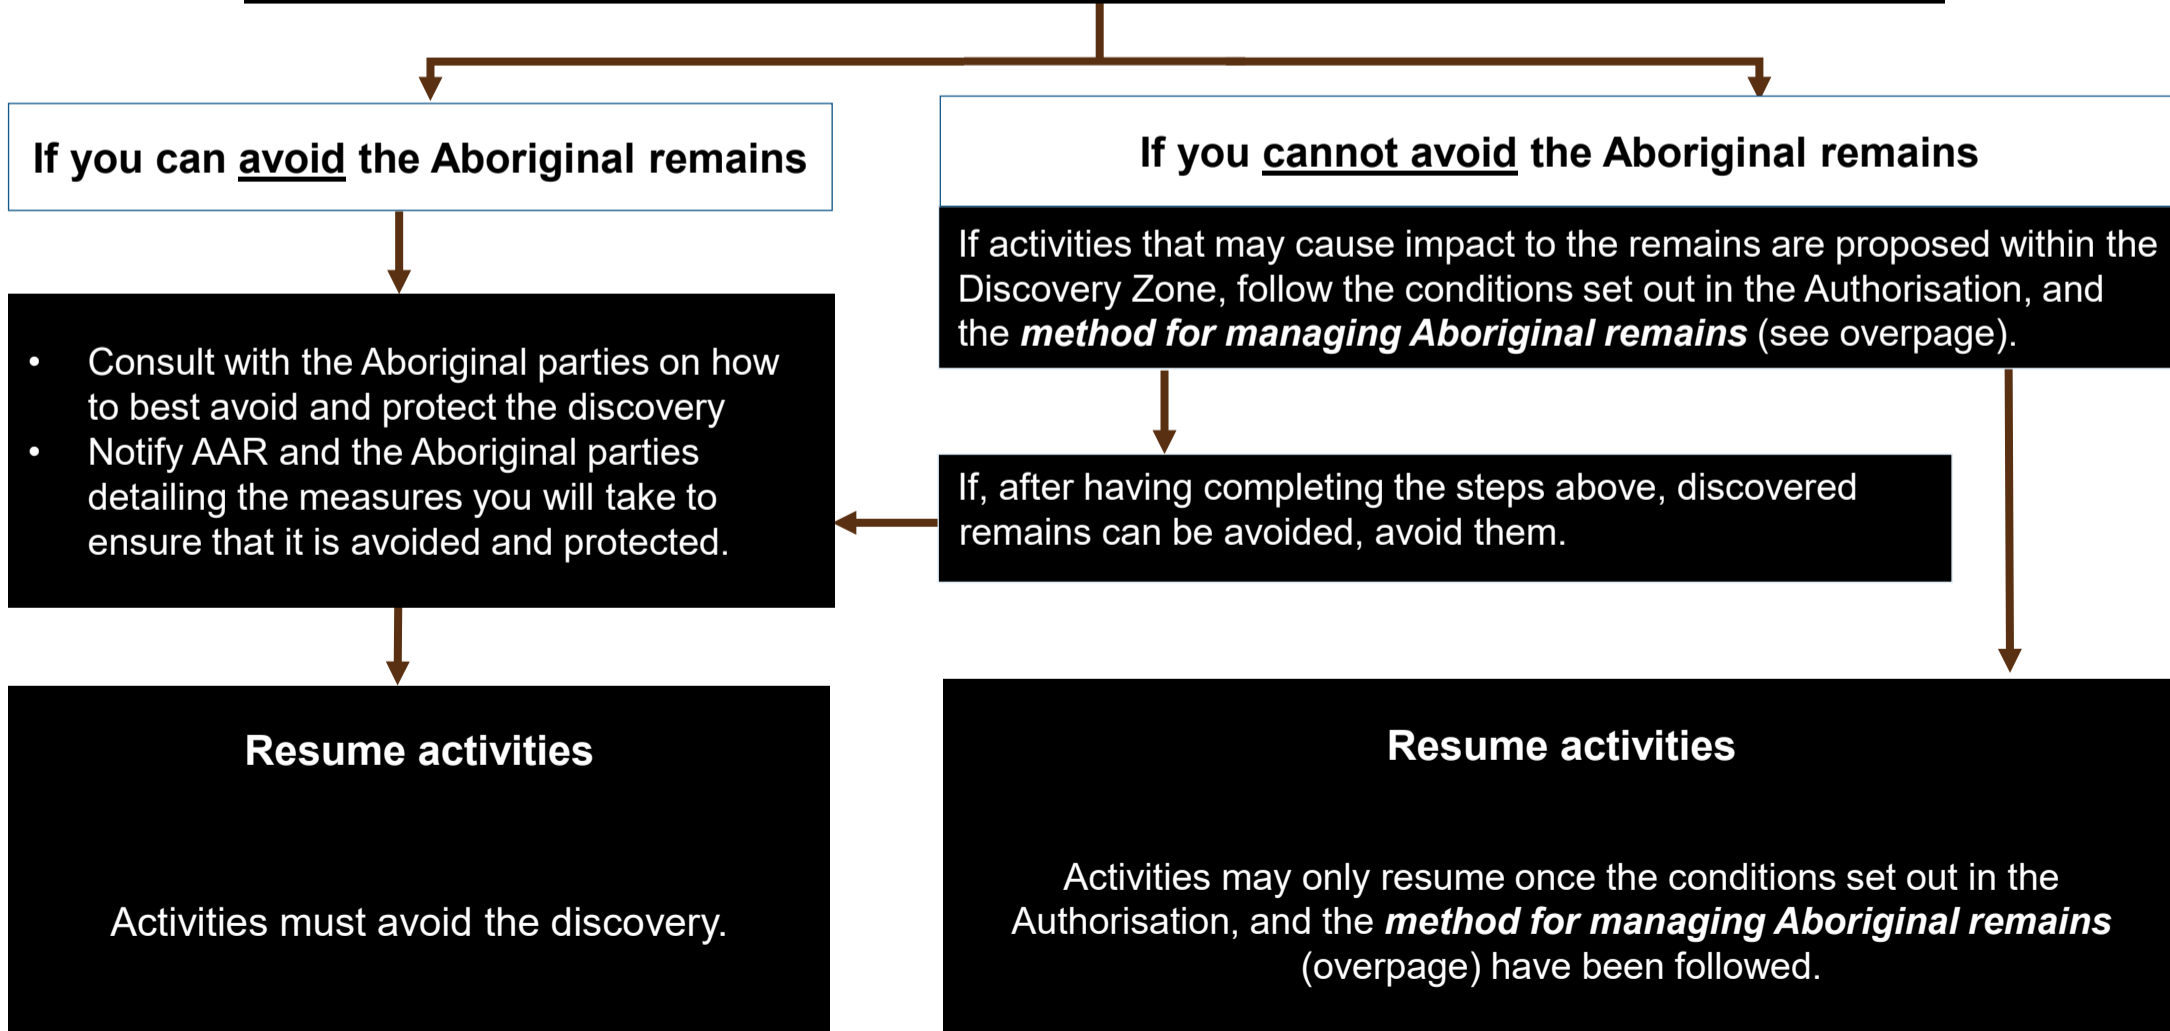 If you can avoid the Aboriginal remains
• Consult with the Aboriginal parties on how
to best avoid and protect the discovery
• Notify AAR and the Aboriginal parties
detailing the measures you will take to
ensure that it is avoided and protected.
Resume activities
Activities must avoid the discovery.
If you cannot avoid the Aboriginal remains
If activities that may cause impact to the remains are proposed within the
Discovery Zone, follow the conditions set out in the Authorisation, and
the method for managing Aboriginal remains (see overpage).
If, after having completing the steps above, discovered
remains can be avoided, avoid them.
Resume activities
Activities may only resume once the conditions set out in the
Authorisation, and the method for managing Aboriginal remains
(overpage) have been followed.